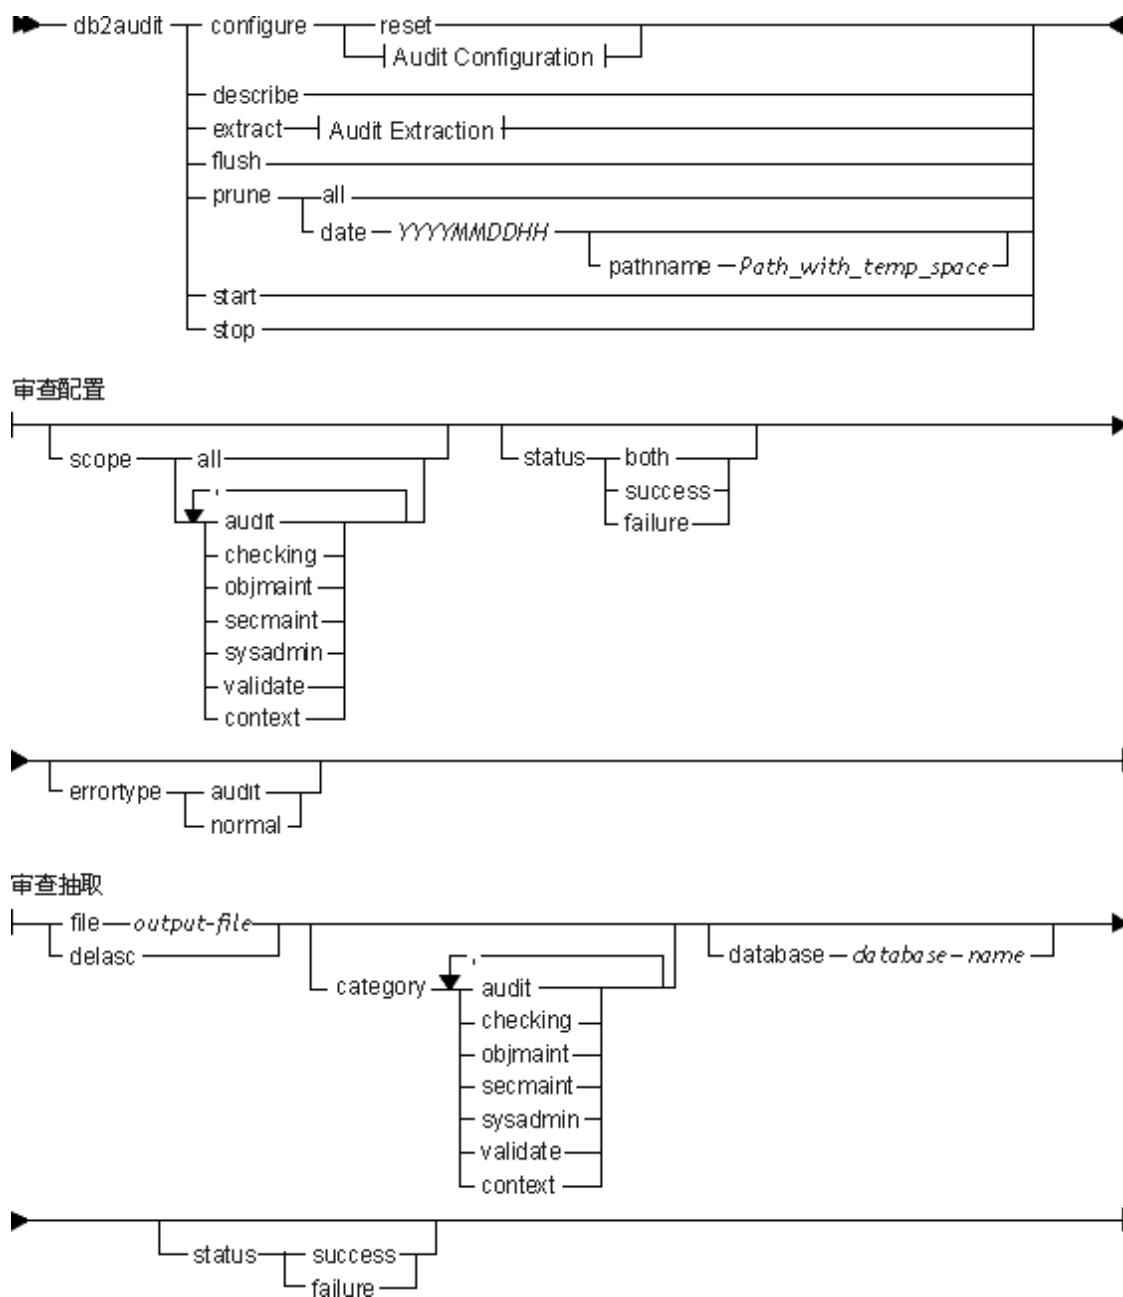 db2audit configure reset
Audit Configuration
describe
extract Audit Extraction
flush
prune all
date YYYYMMDDHH
pathname Path_with_temp_space
start
stop
审查配置
scope all status both
, success
audit failure
checking
objmaint
secmaint
sysadmin
validate
context
errortype audit
normal
审查抽取
file output-file
delasc , database database-name
category audit
checking
objmaint
secmaint
sysadmin
validate
context
status success
failure